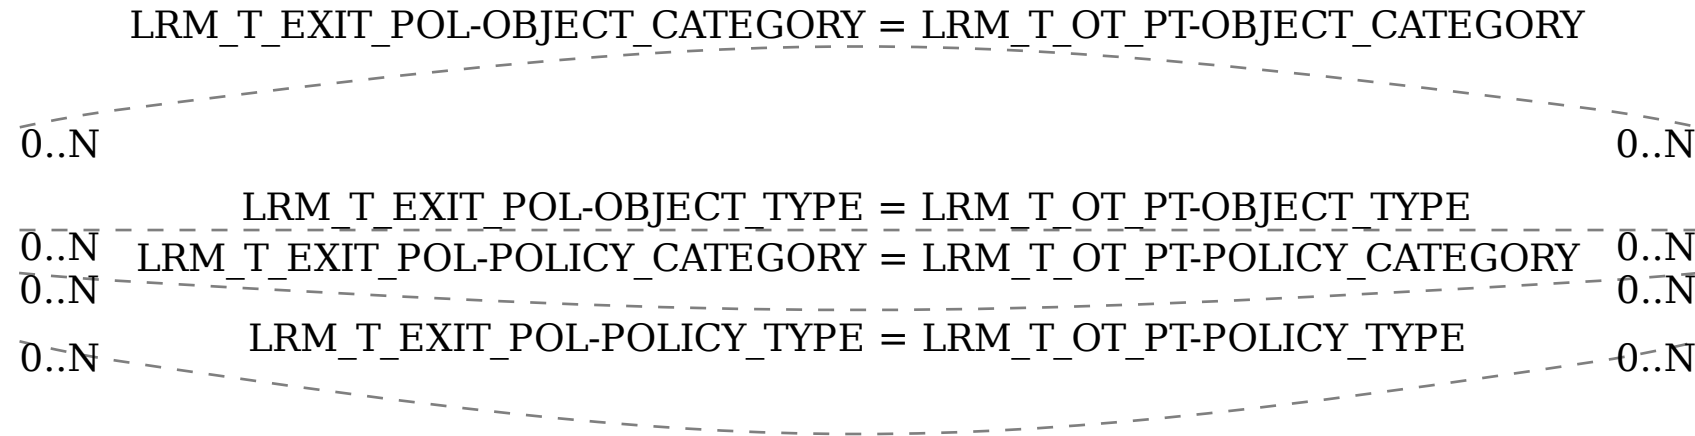 LRM_T_EXIT_POL-OBJECT_CATEGORY = LRM_T_OT_PT-OBJECT_CATEGORY
0..N 0..N
LRM_T_EXIT_POL-OBJECT_TYPE = LRM_T_OT_PT-OBJECT_TYPE
0..N 0..N
LRM_T_EXIT_POL-POLICY_CATEGORY = LRM_T_OT_PT-POLICY_CATEGORY
0..N 0..N
LRM_T_EXIT_POL-POLICY_TYPE = LRM_T_OT_PT-POLICY_TYPE
0..N 0..N